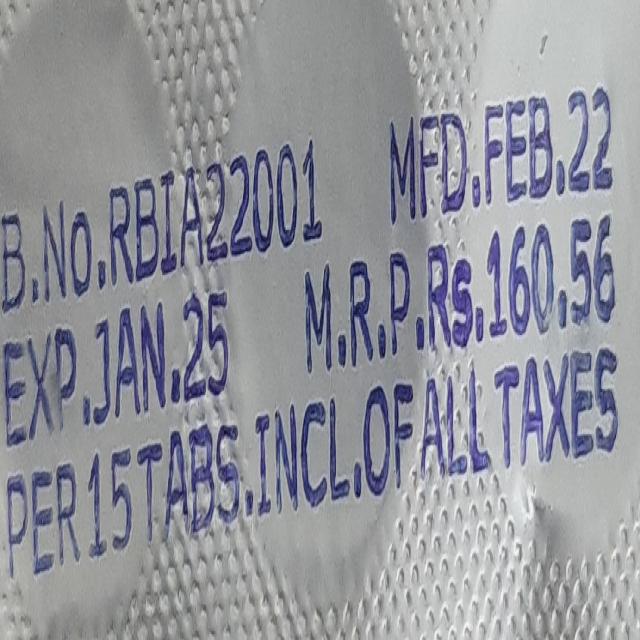 B.No.RBIA22001 MFD.FEB.22
EXP.JAN.25 M.R.P.Rs.160.56
PER 15 TABS.INCL.OF ALL TAXES